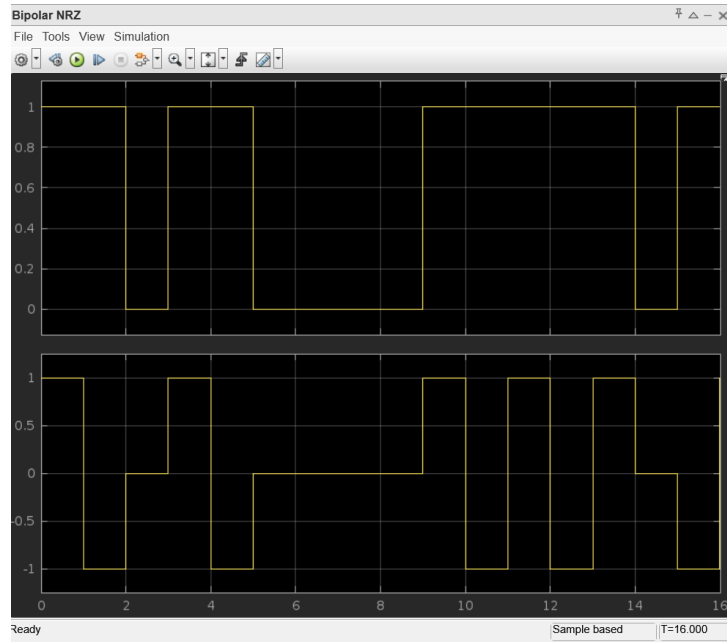 Bipolar NRZ
File Tools View Simulation
1
0.8
0.6
0.4
0.2
0
1
0.5
0
-0.5
-1
0 2 4 6 8 10 12 14 16
Ready Sample based T=16.000